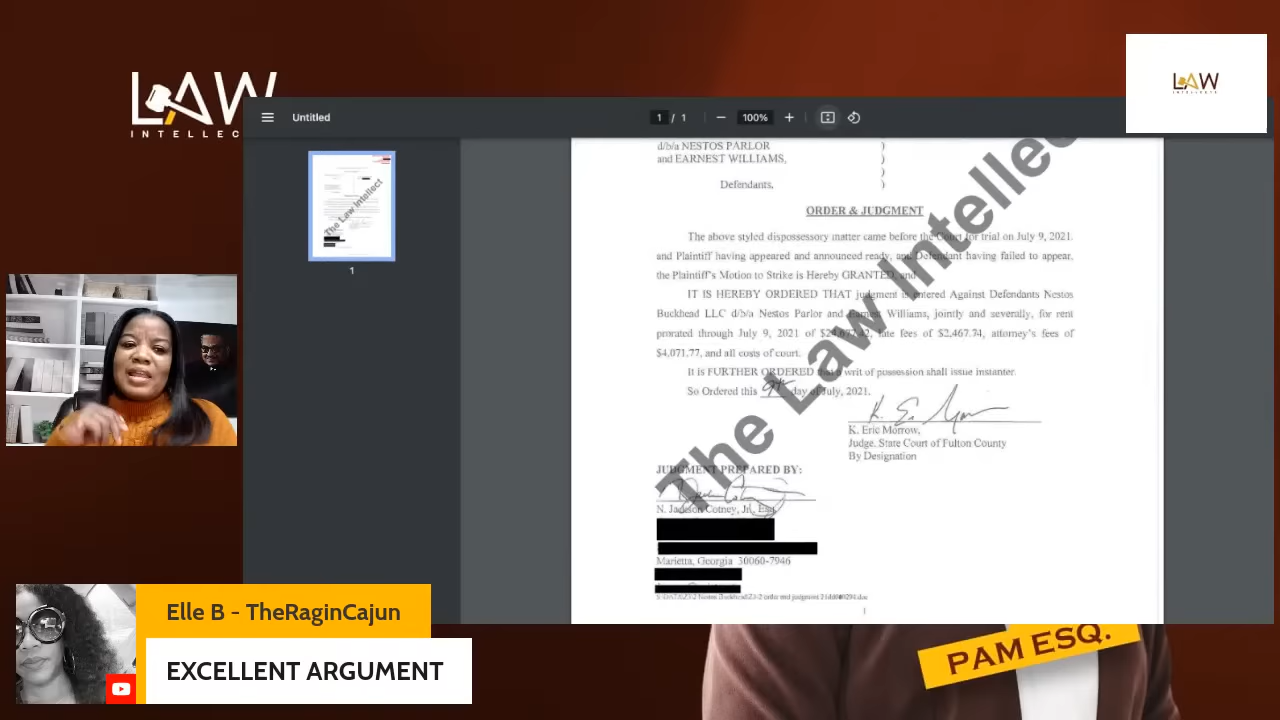 LAW
INTELLEC
Untitled
1 / 1
100%
LAW
INTELLECTS
The Law Intellect
1
d/b/a NESTOS PARLOR )
and EARNEST WILLIAMS, )
)
Defendants, )
ORDER & JUDGMENT
The above styled dispossessory matter came before the Court for trial on July 9, 2021.
and Plaintiff having appeared and announced ready, and Defendant having failed to appear,
the Plaintiff's Motion to Strike is Hereby GRANTED, and
IT IS HEREBY ORDERED THAT judgment is entered Against Defendants Nestos
Buckhead LLC d/b/a Nestos Parlor and Earnest Williams, jointly and severally, for rent
prorated through July 9, 2021 of late fees of $2,467.74, attorney's fees of
$4,071.77, and all costs of court.
It is FURTHER ORDERED that a writ of possession shall issue instanter.
So Ordered this 9th day of July, 2021.
K. Eric Morrow,
Judge, State Court of Fulton County
By Designation
JUDGMENT PREPARED BY:
N. Jackson Cotney, Jr., Esq.
Marietta, Georgia 30060-7946
1
The Law Intellec
Elle B - TheRaginCajun
EXCELLENT ARGUMENT
PAM ESQ.